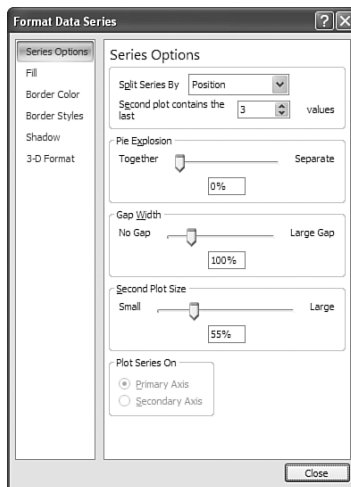 Format Data Series
Series Options
Fill
Border Color
Border Styles
Shadow
3-D Format
Series Options
Split Series By Position
Second plot contains the last 3 values
Pie Explosion
Together Separate
0%
Gap Width
No Gap Large Gap
100%
Second Plot Size
Small Large
55%
Plot Series On
Primary Axis
Secondary Axis
Close